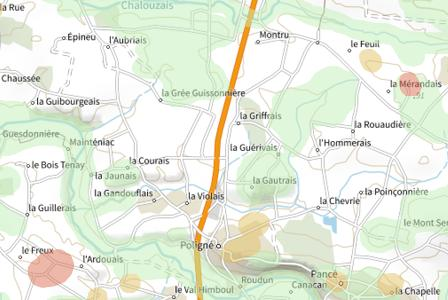 la Rue
Chalouzais
Épineu
l'Aubriais
Montru
le Feuil
Chaussée
la Grée Guissonnière
la Mérandais
la Guibourgeais
la Griffrais
la Rouaudière
Guesdonnière
Mainténiac
la Guérivais
l'Hommerais
le Bois Tenay
la Courais
la Jaunais
la Gautrais
la Gandouflais
la Violais
la Poinçonnière
la Chevrie
la Guillerais
le Mont Ser
Poligné
le Freux
l'Ardouais
Roudun
Pancé
Canacan
le Val Himboul
la Chapelle